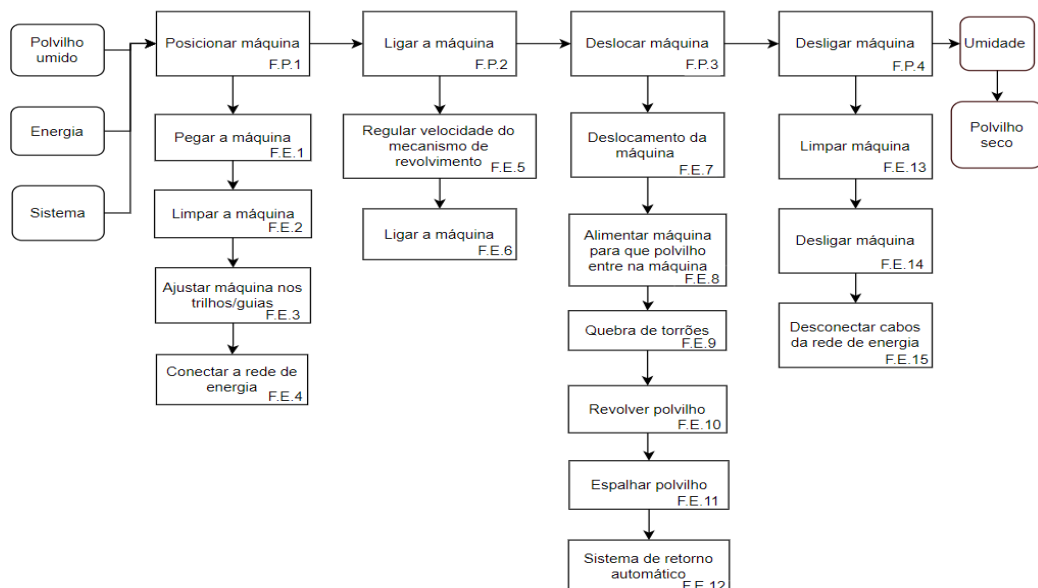 Polvilho
umido
Energia
Sistema
Posicionar máquina
F.P.1
Pegar a máquina
F.E.1
Limpar a máquina
F.E.2
Ajustar máquina nos
trilhos/guias
F.E.3
Conectar a rede de
energia
F.E.4
Ligar a máquina
F.P.2
Regular velocidade do
mecanismo de
revolvimento
F.E.5
Ligar a máquina
F.E.6
Deslocar máquina
F.P.3
Deslocamento da
máquina
F.E.7
Alimentar máquina
para que polvilho
entre na máquina
F.E.8
Quebra de torrões
F.E.9
Revolver polvilho
F.E.10
Espalhar polvilho
F.E.11
Sistema de retorno
automático
F.E.12
Desligar máquina
F.P.4
Limpar máquina
F.E.13
Desligar máquina
F.E.14
Desconectar cabos
da rede de energia
F.E.15
Umidade
Polvilho
seco